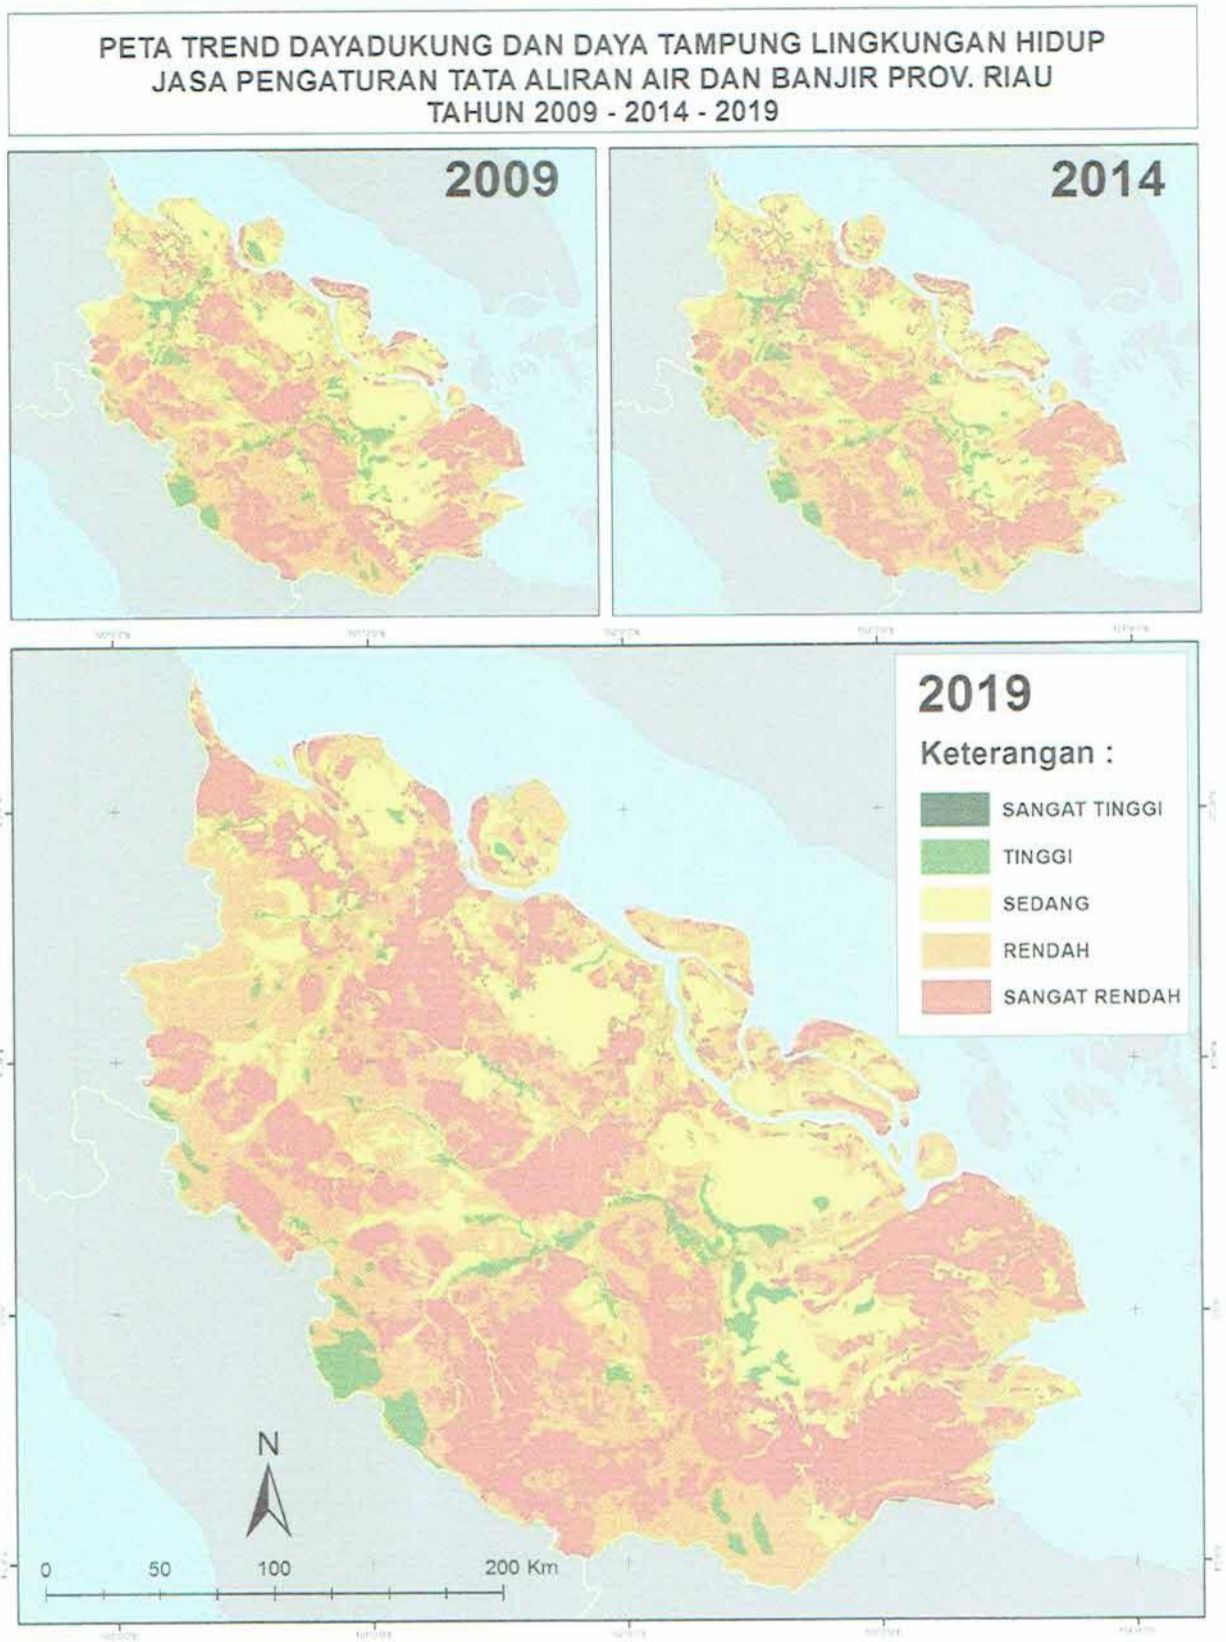 PETA TREND DAYADUKUNG DAN DAYA TAMPUNG LINGKUNGAN HIDUP
JASA PENGATURAN TATA ALIRAN AIR DAN BANJIR PROV. RIAU
TAHUN 2009 - 2014 - 2019
2009
2014
2019
Keterangan :
SANGAT TINGGI
TINGGI
SEDANG
RENDAH
SANGAT RENDAH
N
0 50 100 200 Km